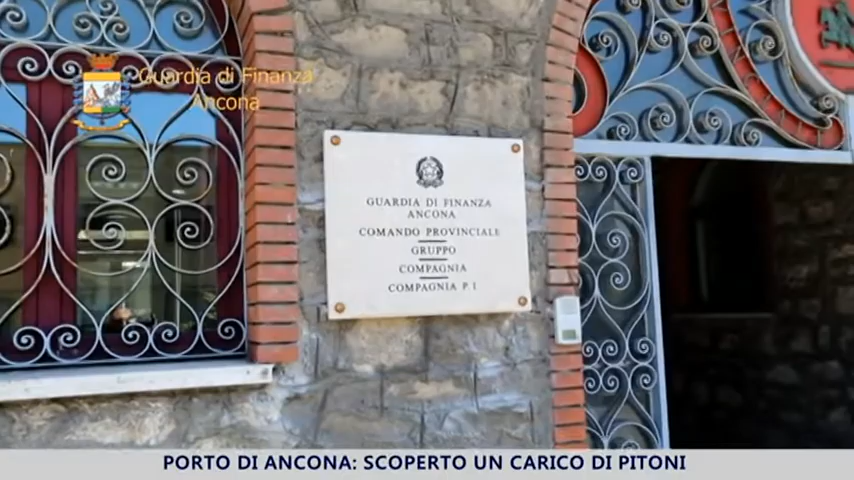 Guardia di Finanza
Ancona
GUARDIA DI FINANZA
ANCONA
COMANDO PROVINCIALE
GRUPPO
COMPAGNIA
COMPAGNIA P.I
PORTO DI ANCONA: SCOPERTO UN CARICO DI PITONI